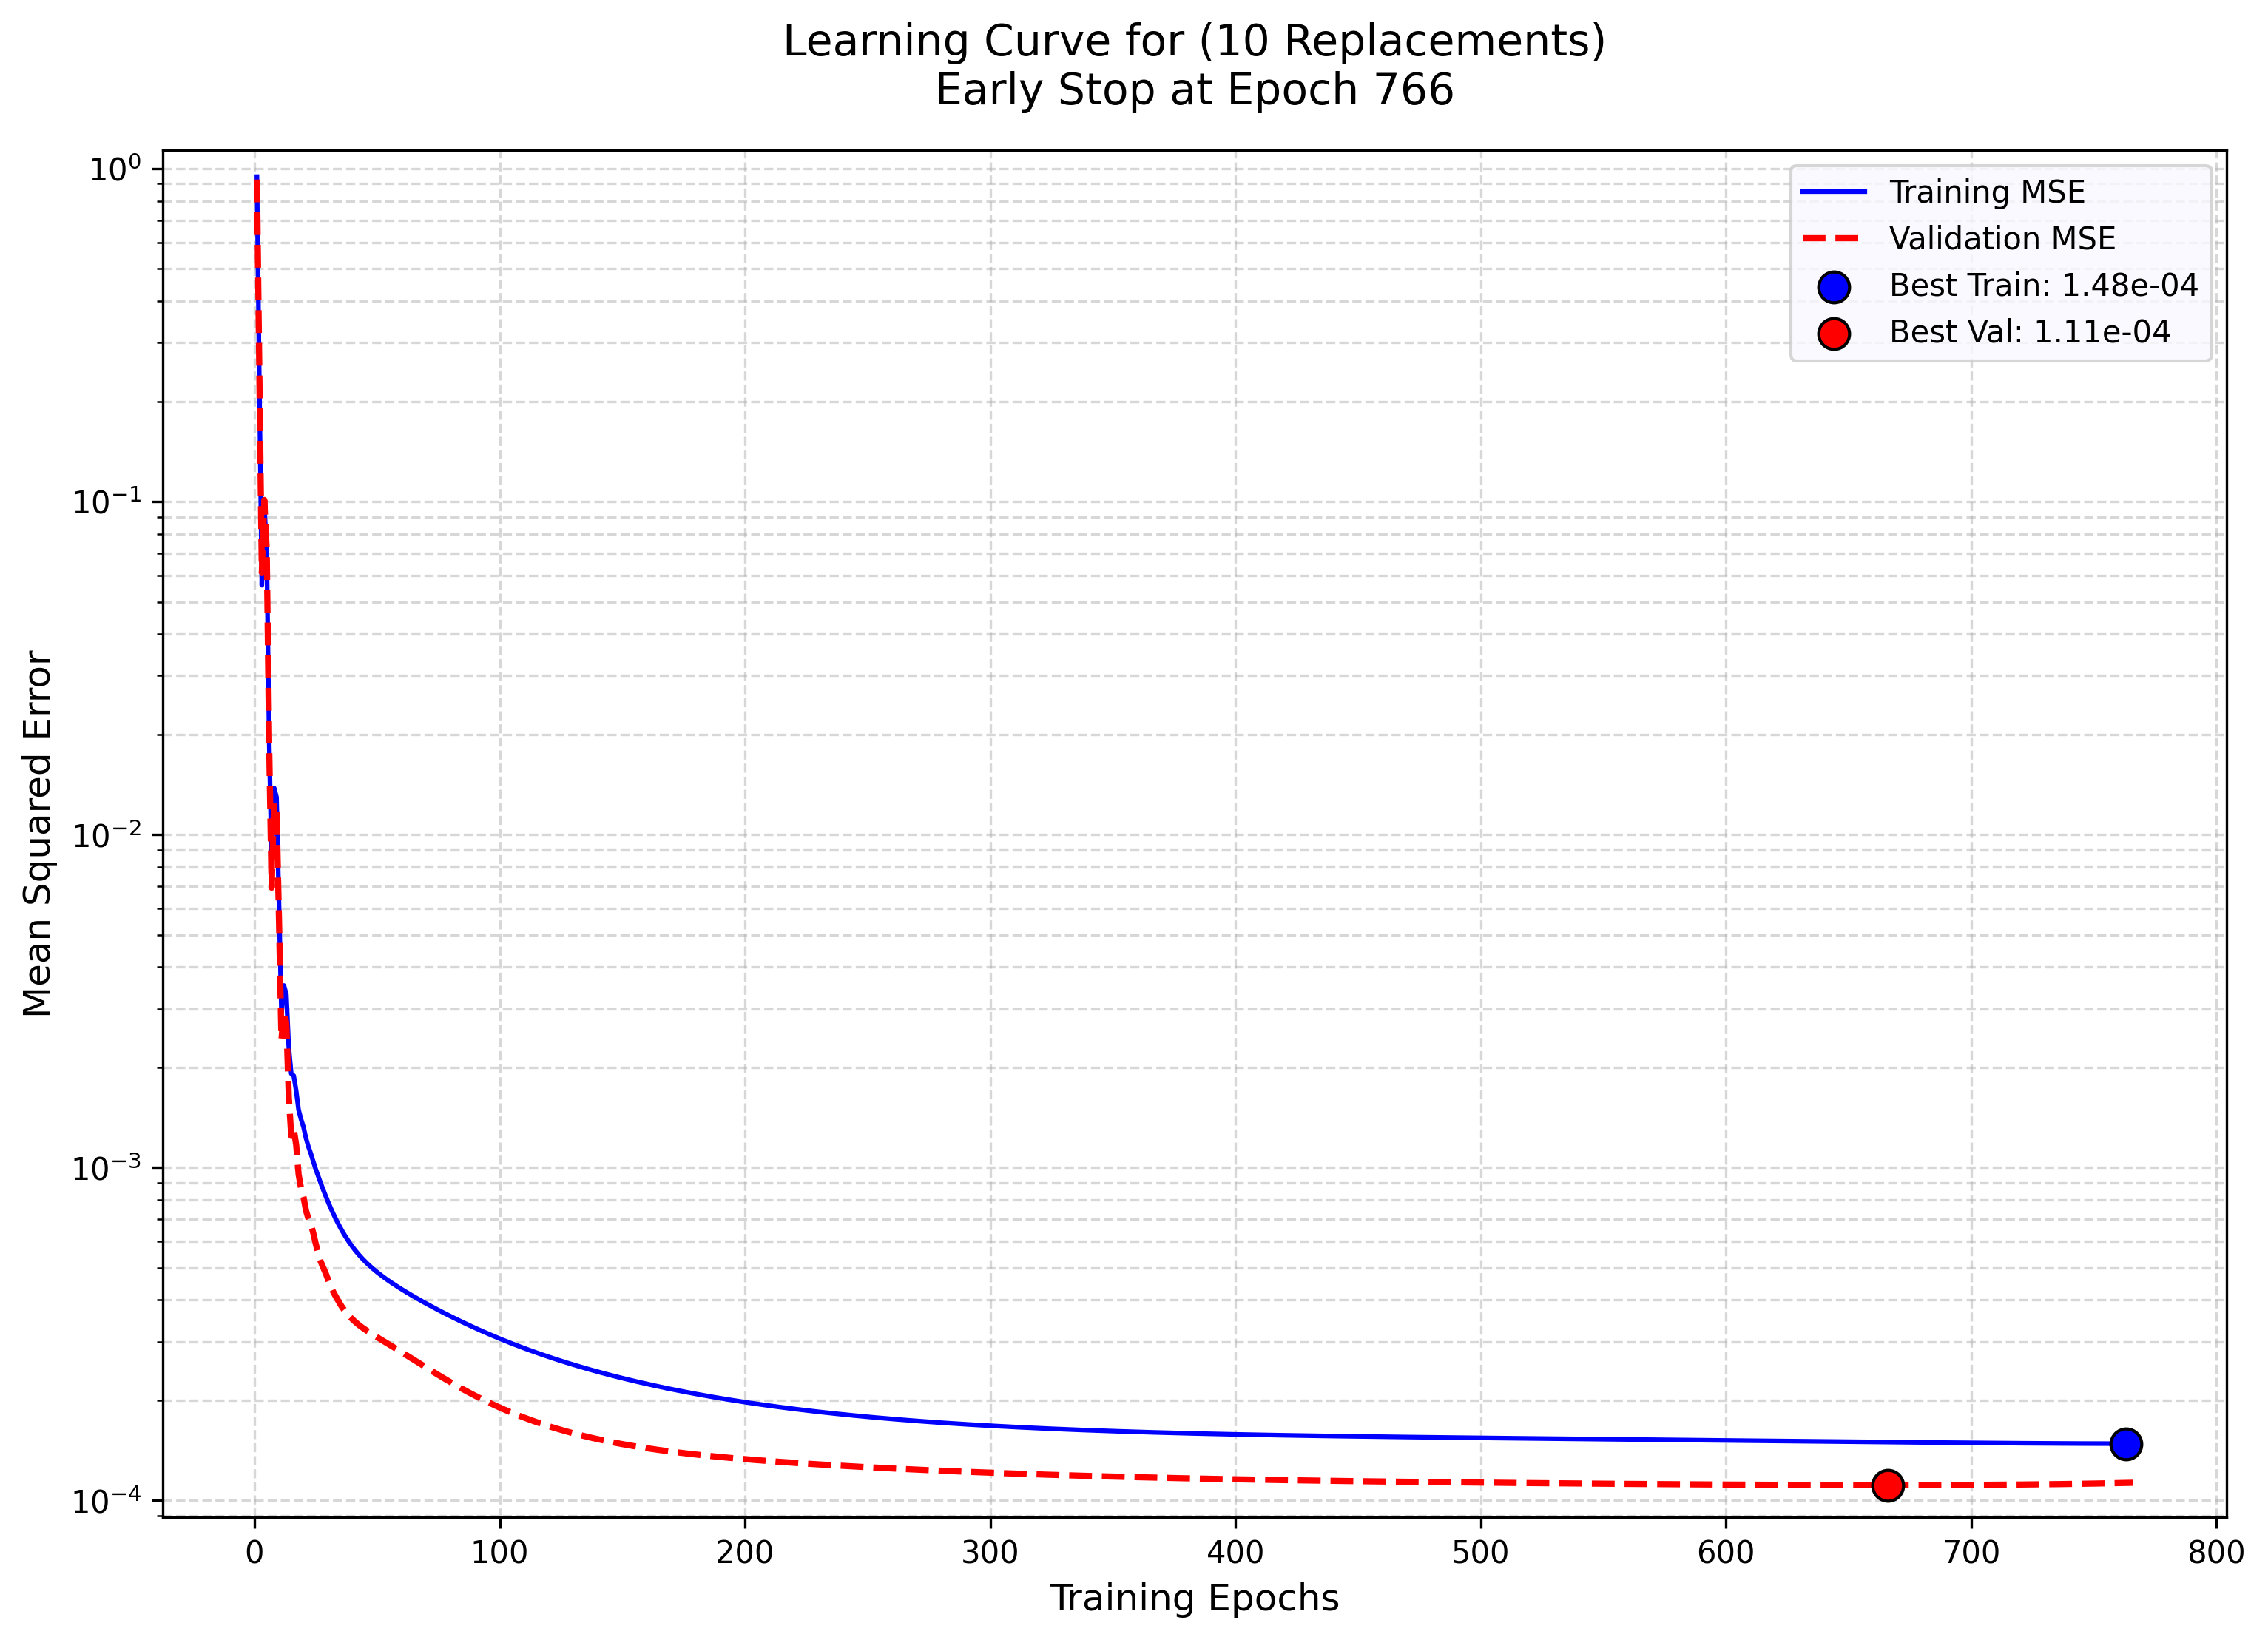 Learning Curve for (10 Replacements)
Early Stop at Epoch 766
Training MSE
Validation MSE
Best Train: 1.48e-04
Best Val: 1.11e-04
Mean Squared Error
10⁰
10⁻¹
10⁻²
10⁻³
10⁻⁴
0 100 200 300 400 500 600 700 800
Training Epochs